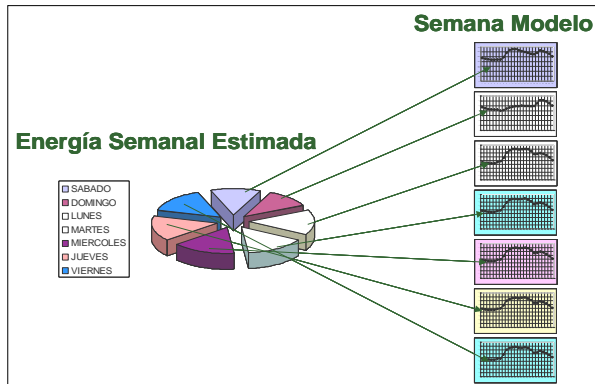 Semana Modelo
Energía Semanal Estimada
SABADO
DOMINGO
LUNES
MARTES
MIERCOLES
JUEVES
VIERNES